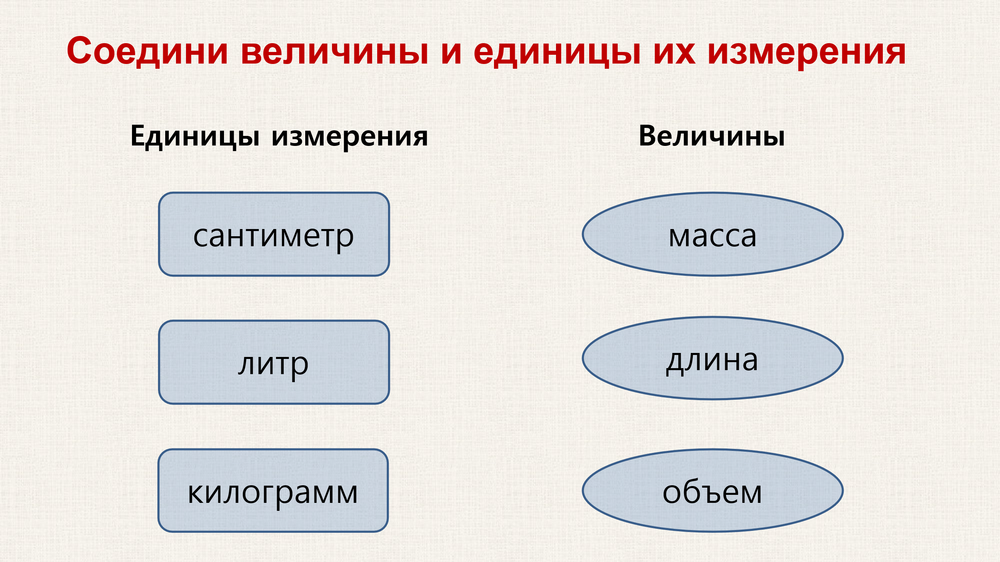 Соедини величины и единицы их измерения
Единицы измерения
Величины
сантиметр
масса
литр
длина
килограмм
объем